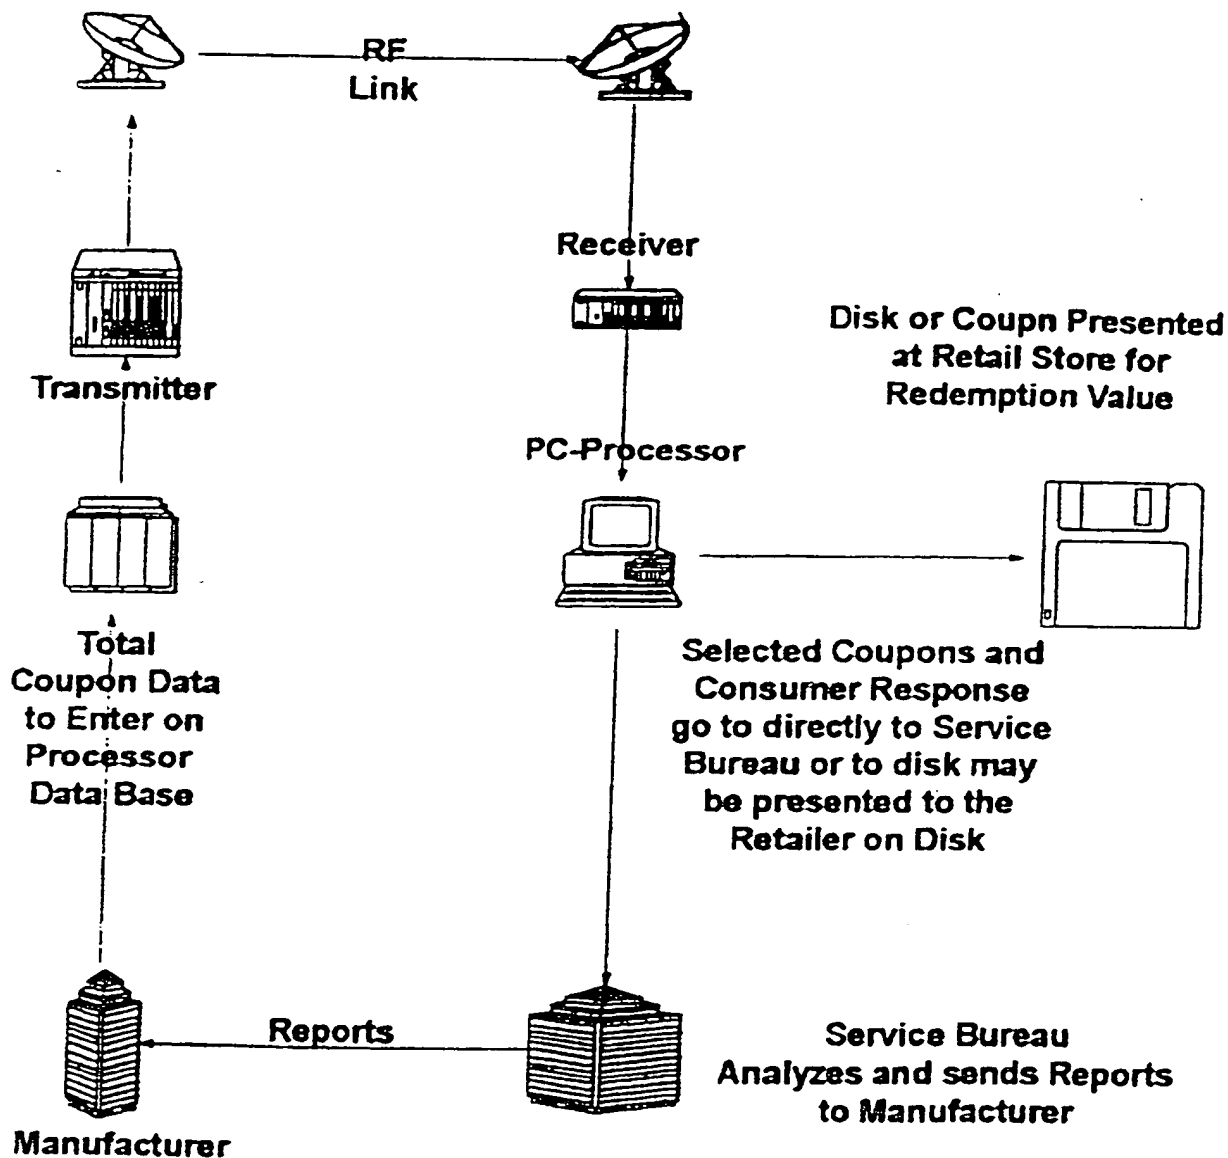 RF
Link
Receiver
Disk or Coupn Presented
at Retail Store for
Redemption Value
Transmitter
PC-Processor
Total
Coupon Data
to Enter on
Processor
Data Base
Selected Coupons and
Consumer Response
go to directly to Service
Bureau or to disk may
be presented to the
Retailer on Disk
Reports
Service Bureau
Analyzes and sends Reports
to Manufacturer
Manufacturer